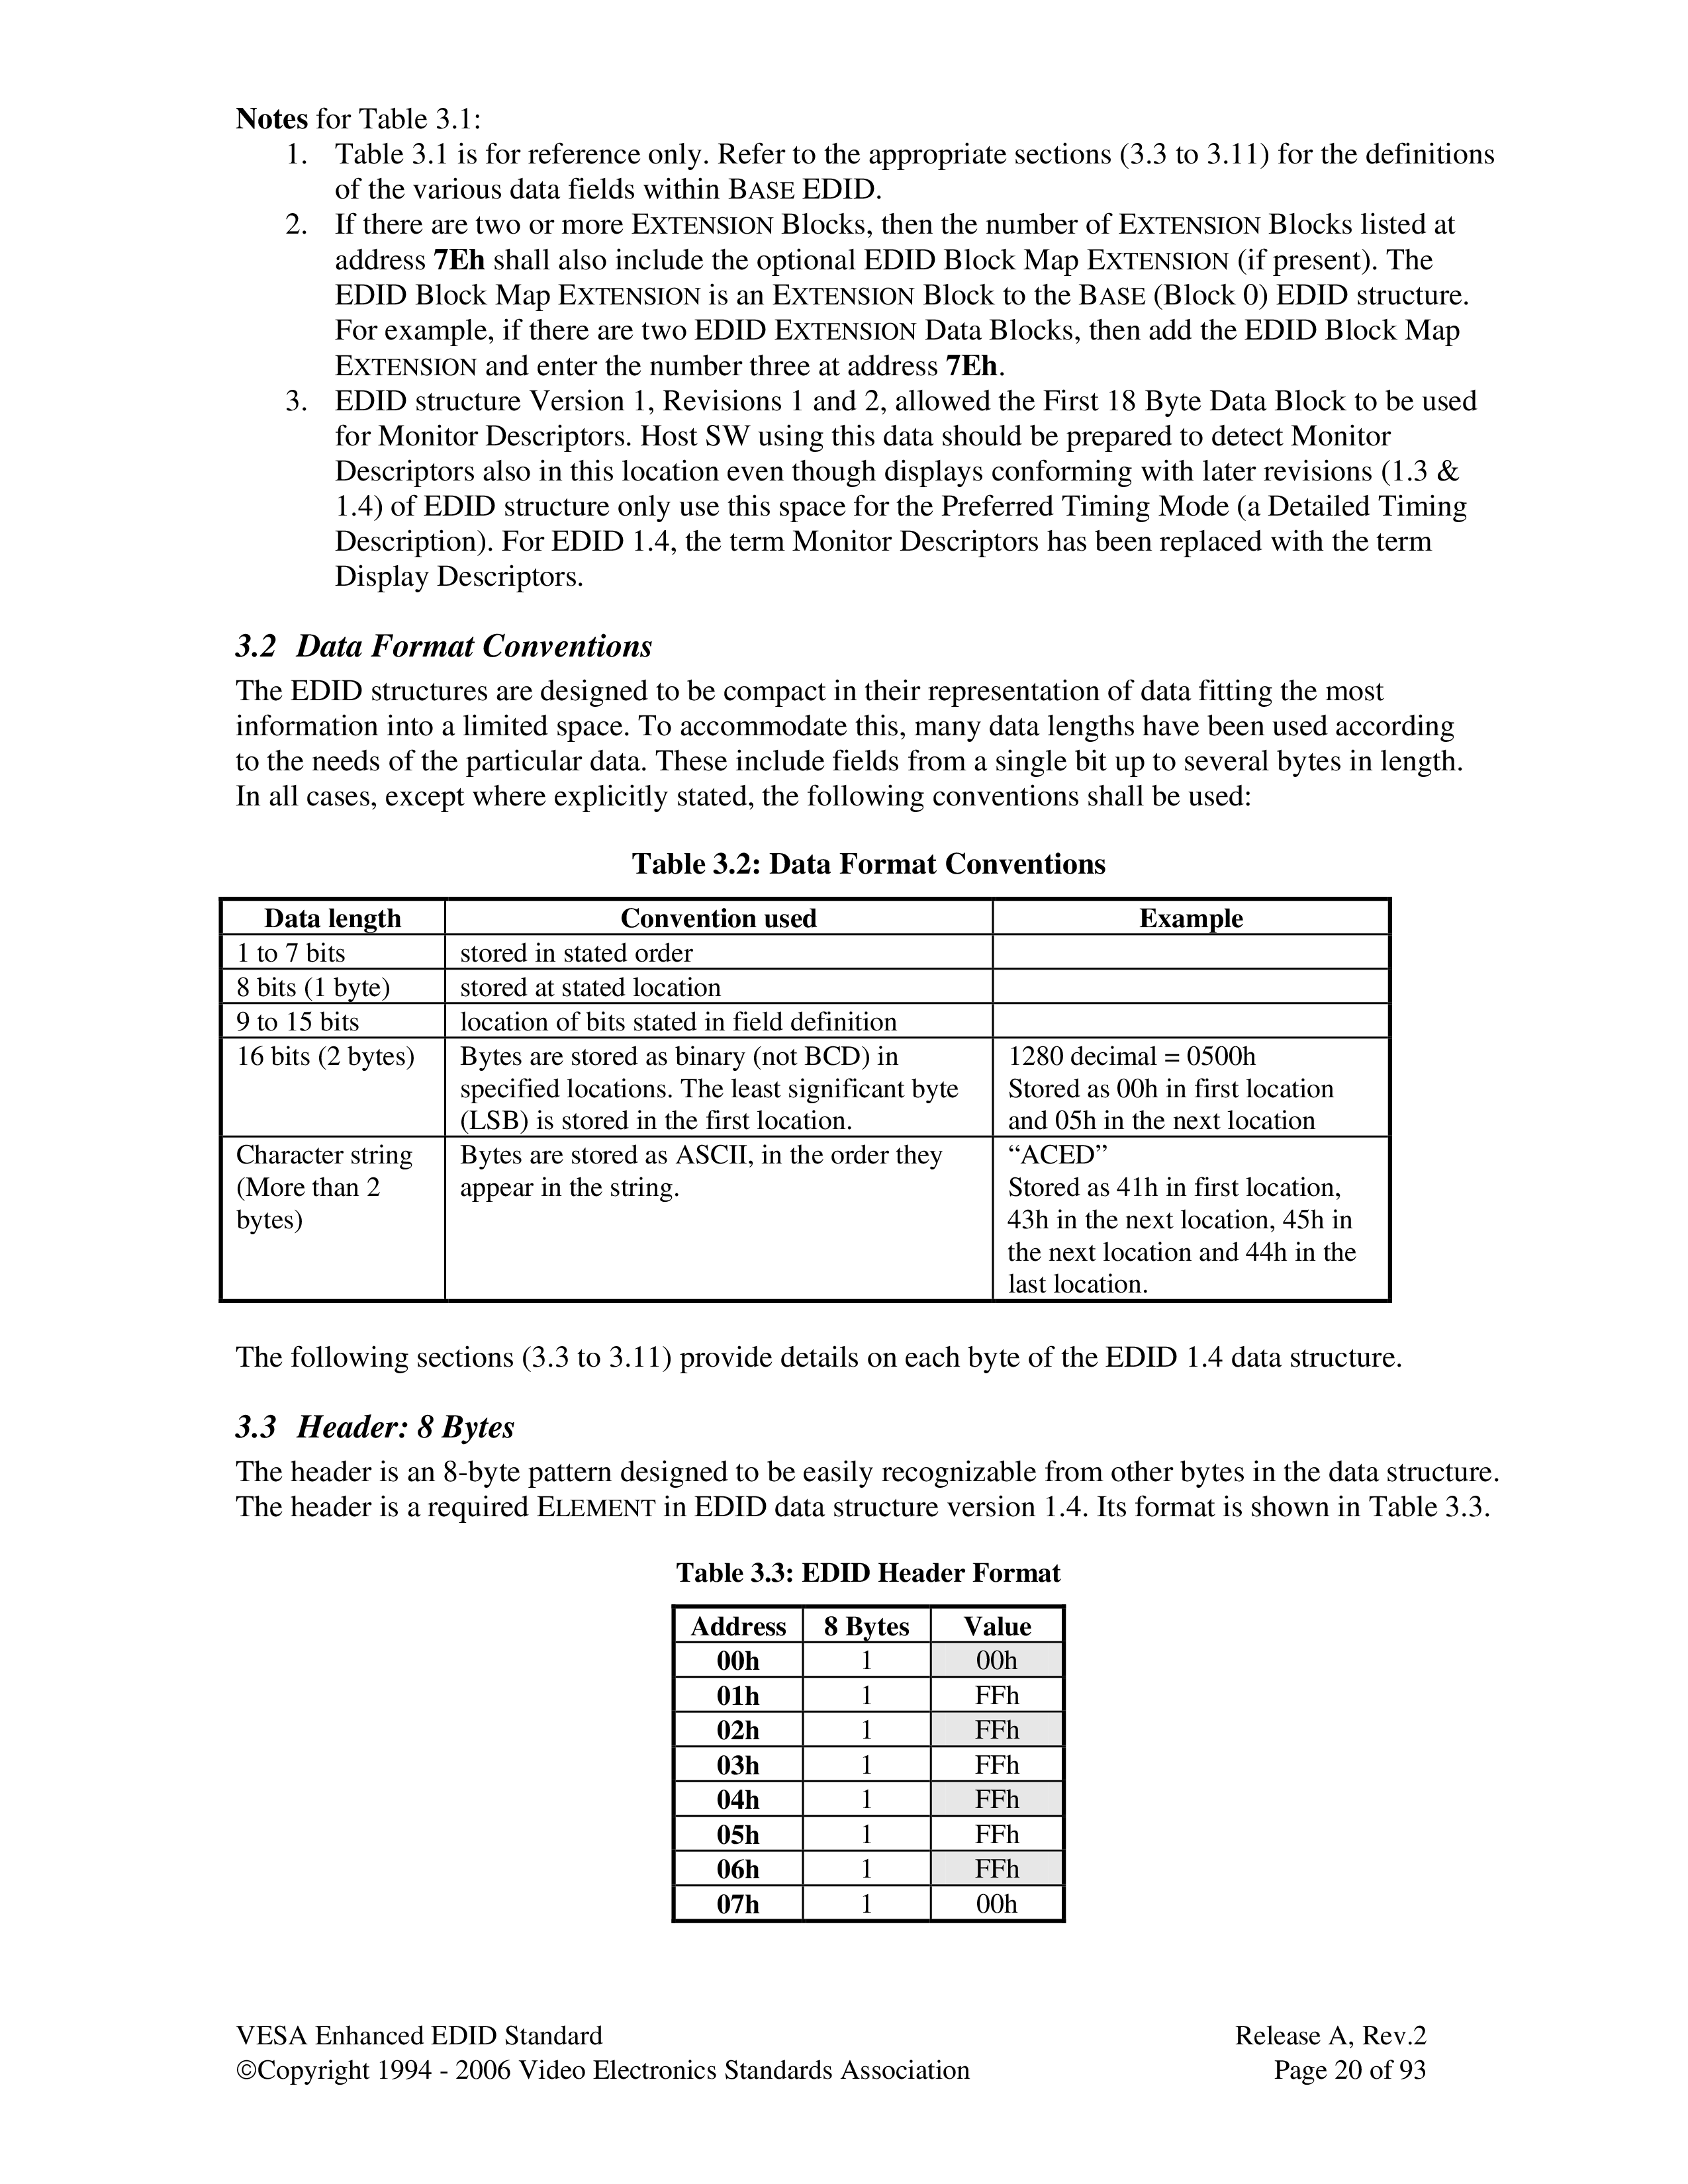 Notes for Table 3.1:
1. Table 3.1 is for reference only. Refer to the appropriate sections (3.3 to 3.11) for the definitions
of the various data fields within BASE EDID.
2. If there are two or more EXTENSION Blocks, then the number of EXTENSION Blocks listed at
address 7Eh shall also include the optional EDID Block Map EXTENSION (if present). The
EDID Block Map EXTENSION is an EXTENSION Block to the BASE (Block 0) EDID structure.
For example, if there are two EDID EXTENSION Data Blocks, then add the EDID Block Map
EXTENSION and enter the number three at address 7Eh.
3. EDID structure Version 1, Revisions 1 and 2, allowed the First 18 Byte Data Block to be used
for Monitor Descriptors. Host SW using this data should be prepared to detect Monitor
Descriptors also in this location even though displays conforming with later revisions (1.3 &
1.4) of EDID structure only use this space for the Preferred Timing Mode (a Detailed Timing
Description). For EDID 1.4, the term Monitor Descriptors has been replaced with the term
Display Descriptors.
3.2 Data Format Conventions
The EDID structures are designed to be compact in their representation of data fitting the most
information into a limited space. To accommodate this, many data lengths have been used according
to the needs of the particular data. These include fields from a single bit up to several bytes in length.
In all cases, except where explicitly stated, the following conventions shall be used:
Table 3.2: Data Format Conventions
Data length Convention used Example
1 to 7 bits stored in stated order
8 bits (1 byte) stored at stated location
9 to 15 bits location of bits stated in field definition
16 bits (2 bytes) Bytes are stored as binary (not BCD) in 1280 decimal = 0500h
specified locations. The least significant byte Stored as 00h in first location
(LSB) is stored in the first location. and 05h in the next location
Character string Bytes are stored as ASCII, in the order they “ACED”
(More than 2 appear in the string. Stored as 41h in first location,
bytes) 43h in the next location, 45h in
the next location and 44h in the
last location.
The following sections (3.3 to 3.11) provide details on each byte of the EDID 1.4 data structure.
3.3 Header: 8 Bytes
The header is an 8-byte pattern designed to be easily recognizable from other bytes in the data structure.
The header is a required ELEMENT in EDID data structure version 1.4. Its format is shown in Table 3.3.
Table 3.3: EDID Header Format
Address 8 Bytes Value
00h 1 00h
01h 1 FFh
02h 1 FFh
03h 1 FFh
04h 1 FFh
05h 1 FFh
06h 1 FFh
07h 1 00h
VESA Enhanced EDID Standard Release A, Rev.2
©Copyright 1994 - 2006 Video Electronics Standards Association Page 20 of 93